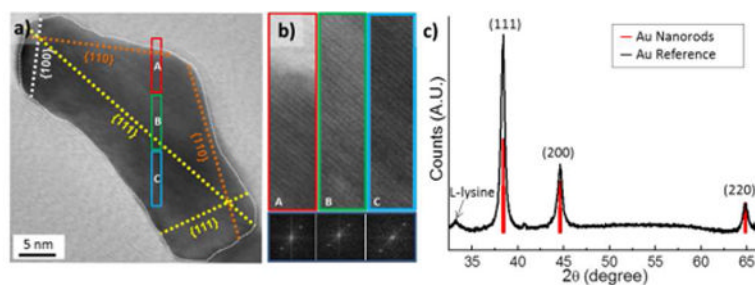 a)
{100}
{110}
{111}
{110}
{111}
A
B
C
5 nm
b)
A
B
C
c)
Counts (A.U.)
(111)
(200)
(220)
L-lysine
Au Nanorods
Au Reference
35 40 45 50 55 60 65
2θ (degree)